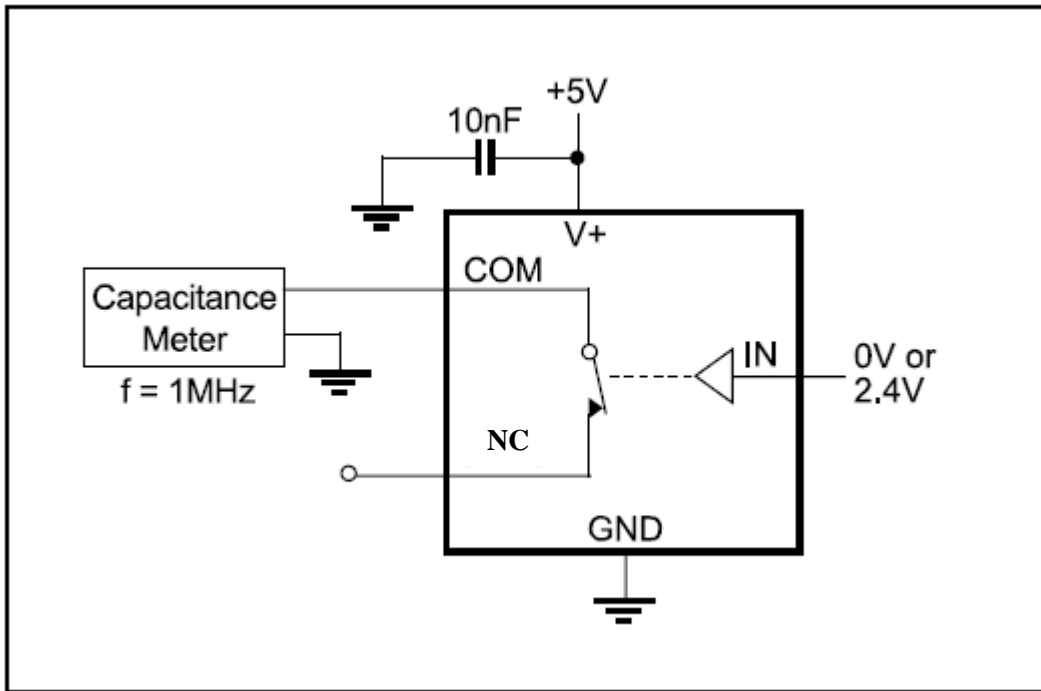 +5V
10nF
V+
COM
Capacitance
Meter
f = 1MHz
IN
0V or
2.4V
NC
GND